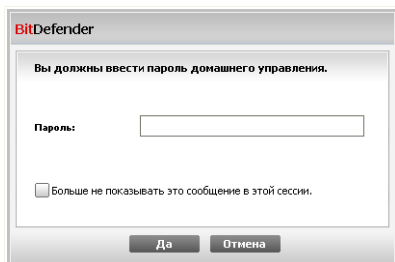 BitDefender
Вы должны ввести пароль домашнего управления.
Пароль:
Больше не показывать это сообщение в этой сессии.
Да
Отмена